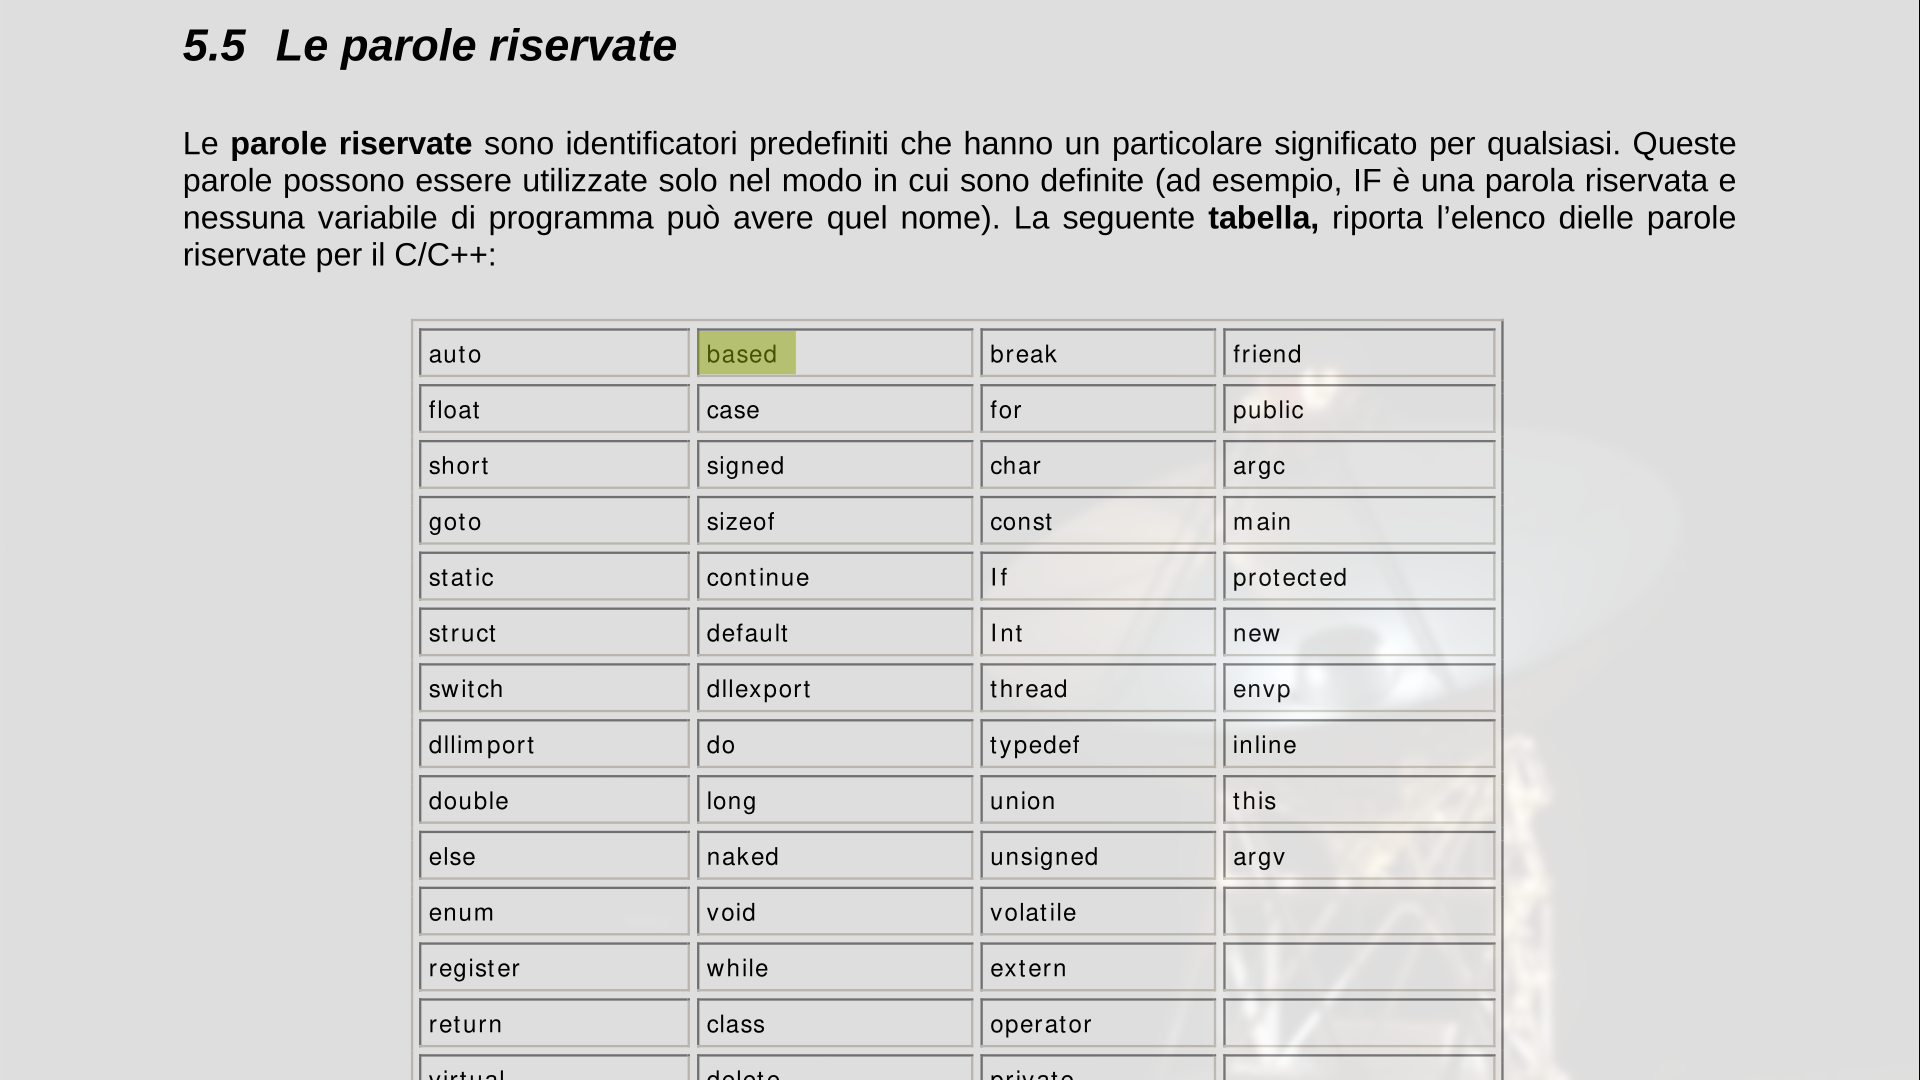 5.5 Le parole riservate
Le parole riservate sono identificatori predefiniti che hanno un particolare significato per qualsiasi. Queste
parole possono essere utilizzate solo nel modo in cui sono definite (ad esempio, IF è una parola riservata e
nessuna variabile di programma può avere quel nome). La seguente tabella, riporta l’elenco dielle parole
riservate per il C/C++:
auto based break friend
float case for public
short signed char argc
goto sizeof const main
static continue If protected
struct default Int new
switch dllexport thread envp
dllimport do typedef inline
double long union this
else naked unsigned argv
enum void volatile
register while extern
return class operator
virtual delete private